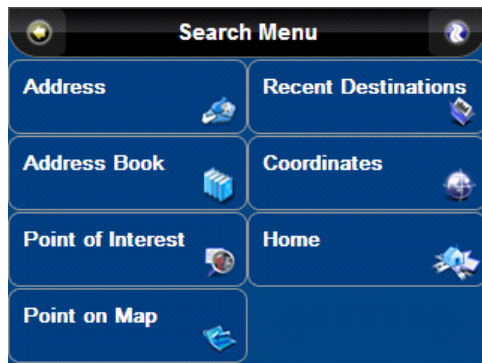 Search Menu
Address
Recent Destinations
Address Book
Coordinates
Point of Interest
Home
Point on Map